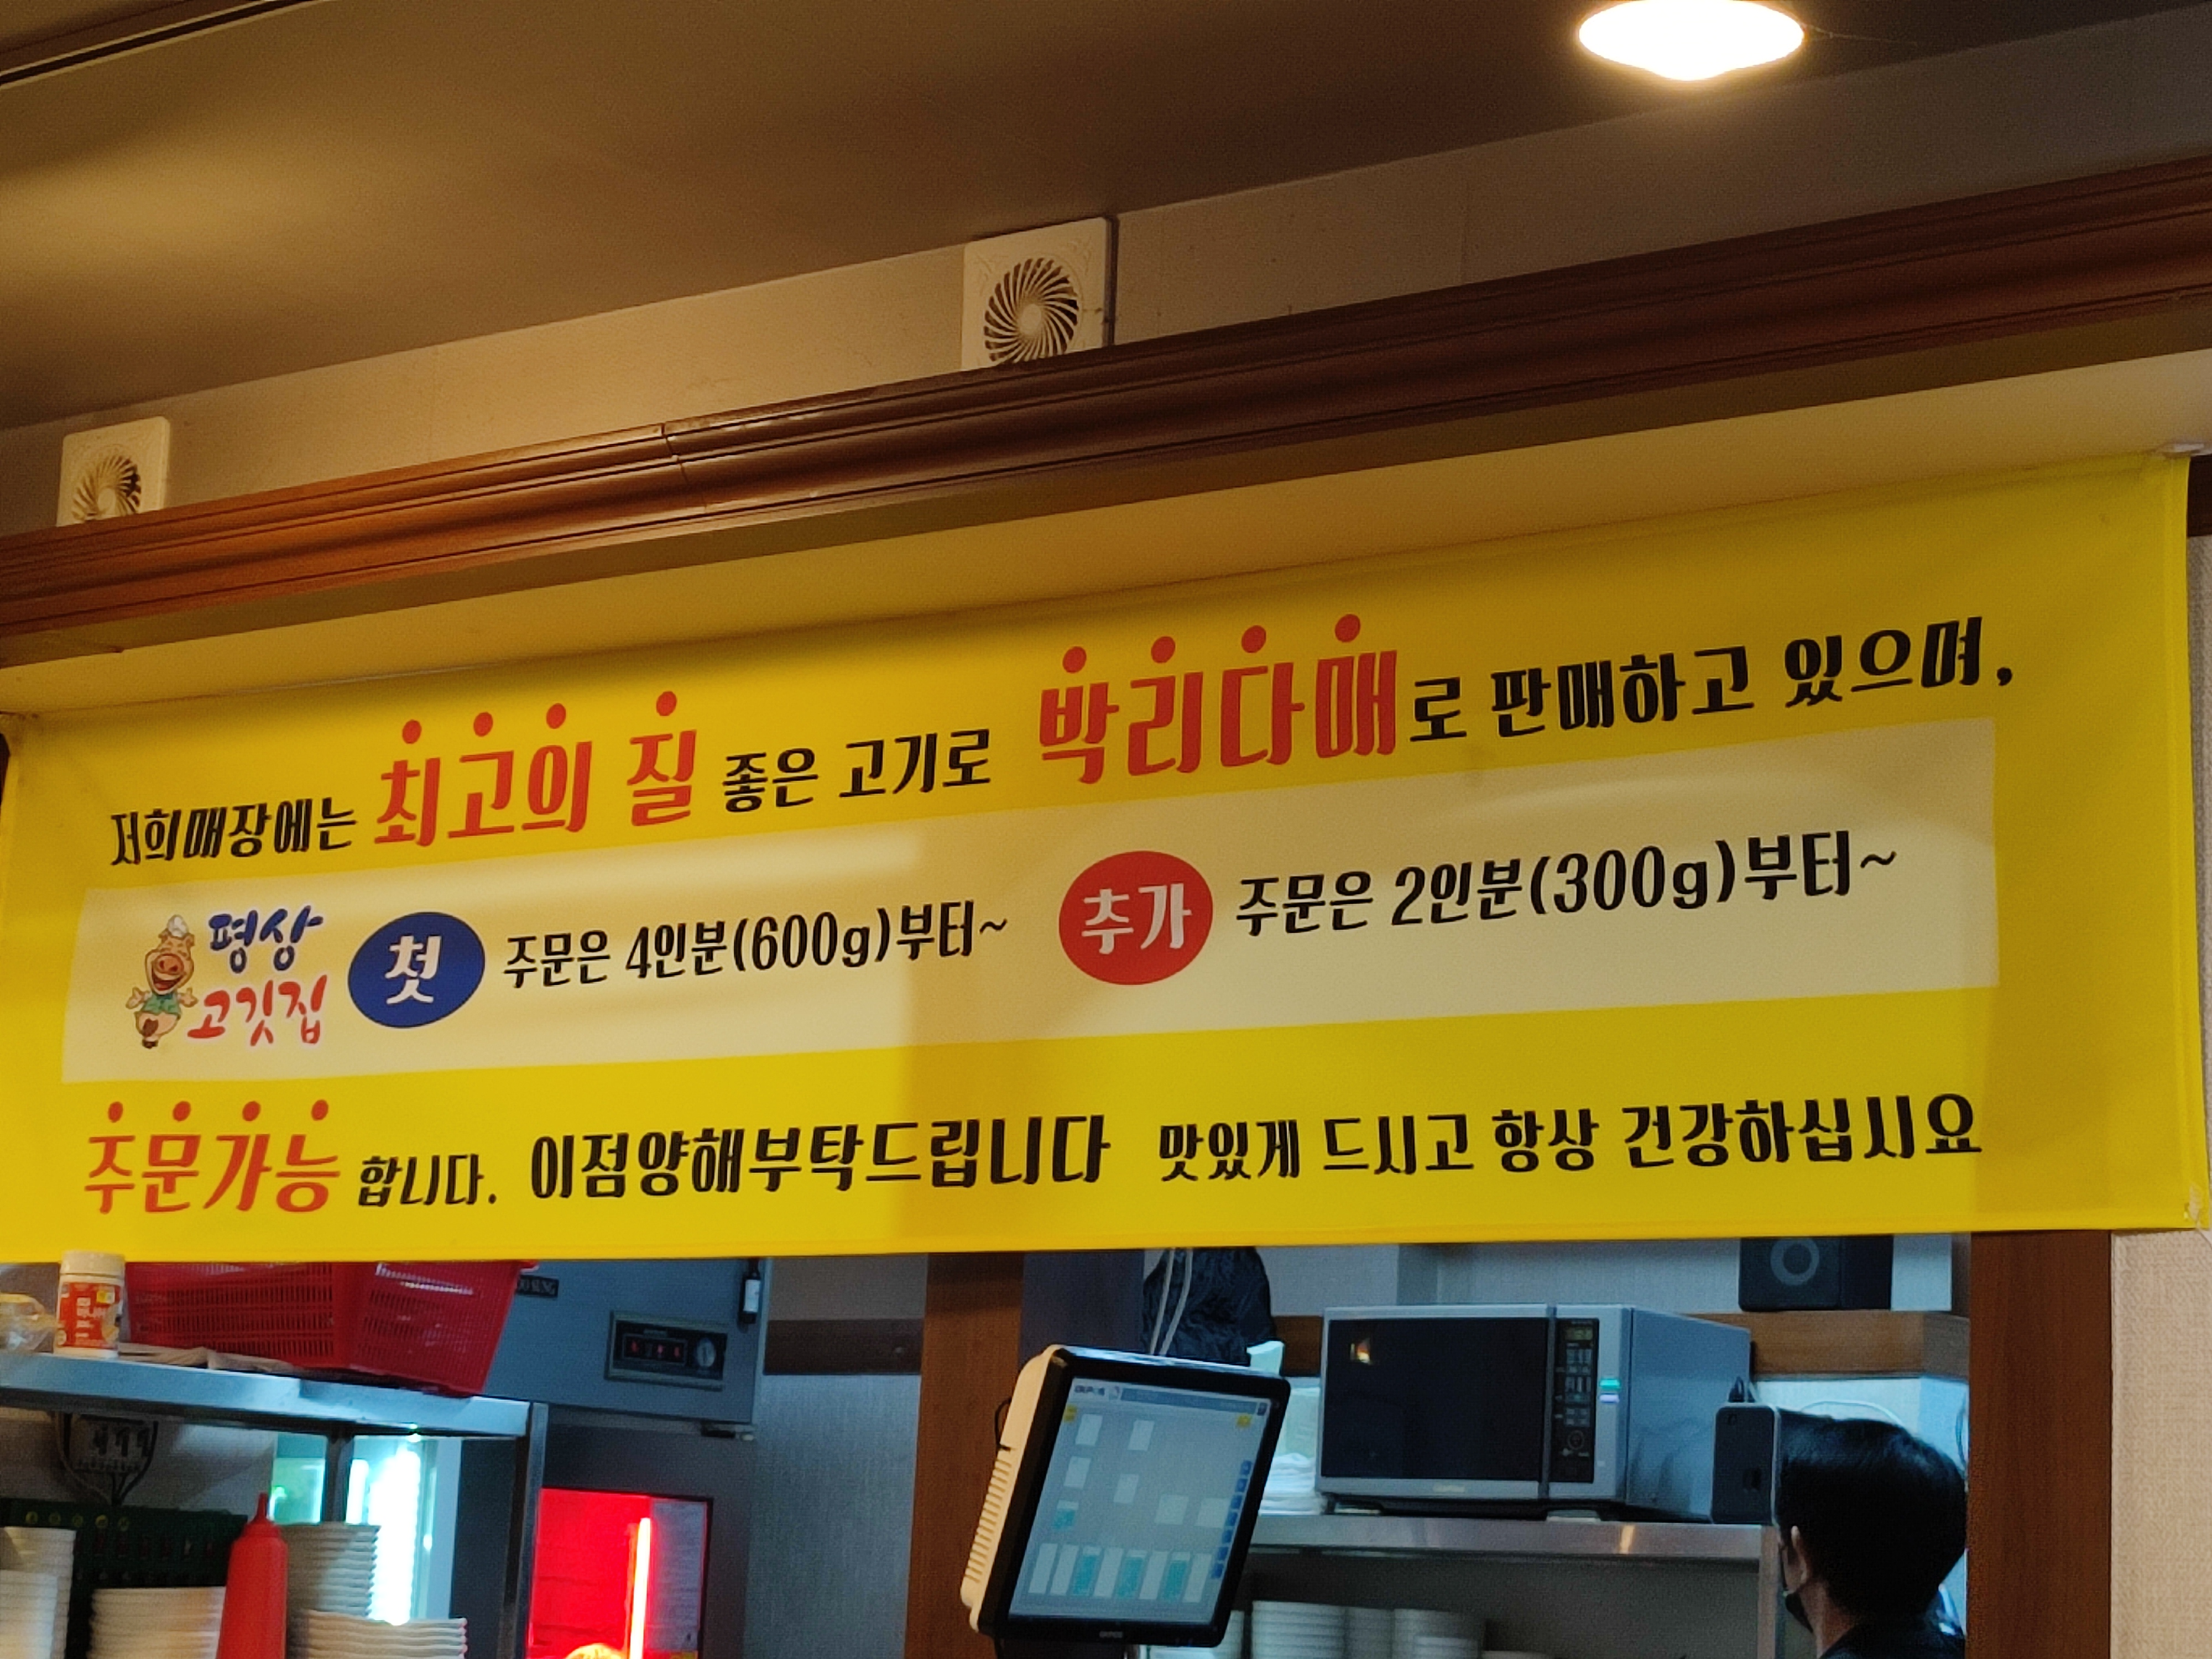 저희매장에는 최고의 질 좋은 고기로 박리다매로 판매하고 있으며,
평상
고깃집
첫 주문은 4인분(600g)부터~ 추가 주문은 2인분(300g)부터~
주문가능 합니다. 이점양해부탁드립니다 맛있게 드시고 항상 건강하십시요